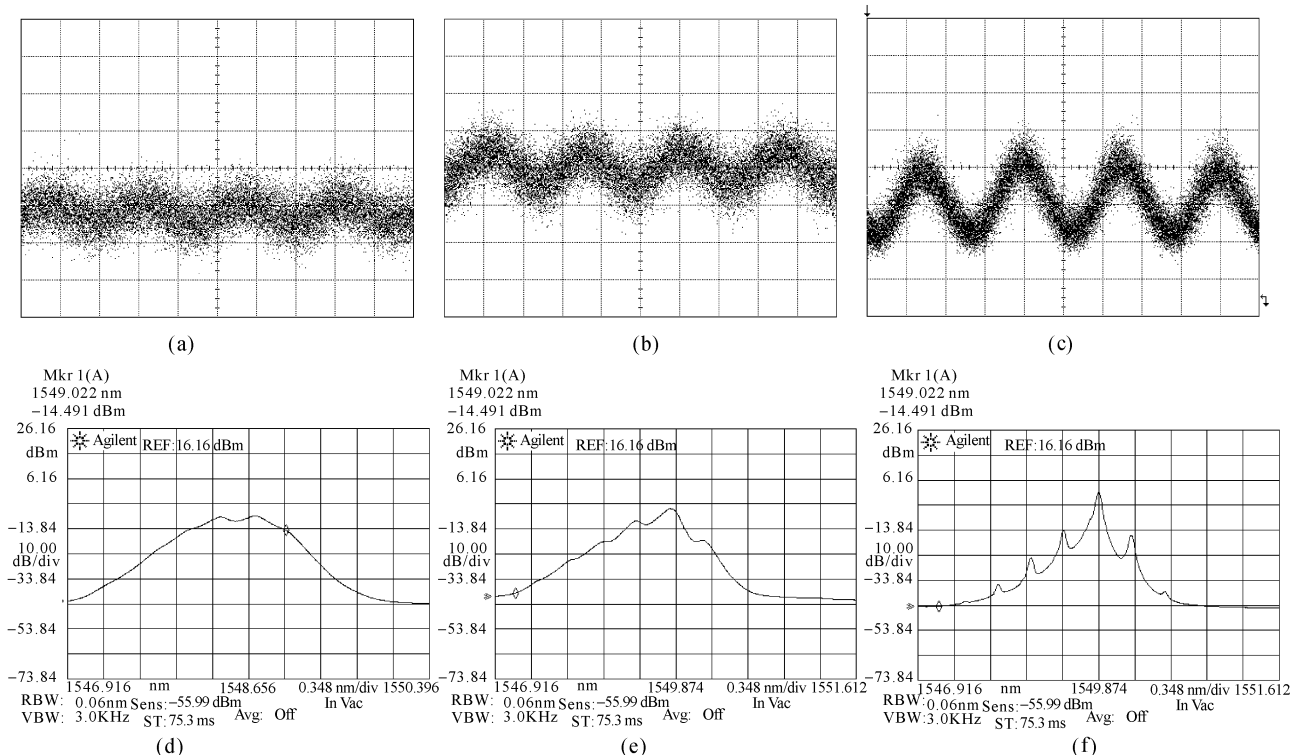 (a)
(b)
(c)
Mkr 1(A)
1549.022 nm
−14.491 dBm
26.16
dBm
6.16
−13.84
10.00
dB/div
−33.84
−53.84
−73.84
Agilent REF:16.16 dBm
1546.916 nm 1548.656 0.348 nm/div 1550.396
RBW: 0.06nm Sens:−55.99 dBm In Vac
VBW: 3.0KHz ST:75.3 ms Avg: Off
(d)
Mkr 1(A)
1549.022 nm
−14.491 dBm
26.16
dBm
6.16
−13.84
10.00
dB/div
−33.84
−53.84
−73.84
Agilent REF:16.16 dBm
1546.916 nm 1549.874 0.348 nm/div 1551.612
RBW: 0.06nm Sens:−55.99 dBm In Vac
VBW: 3.0KHz ST:75.3 ms Avg: Off
(e)
Mkr 1(A)
1549.022 nm
−14.491 dBm
26.16
dBm
6.16
−13.84
10.00
dB/div
−33.84
−53.84
−73.84
Agilent REF:16.16 dBm
1546.916 nm 1549.874 0.348 nm/div 1551.612
RBW: 0.06nm Sens:−55.99 dBm In Vac
VBW:3.0KHz ST:75.3 ms Avg: Off
(f)